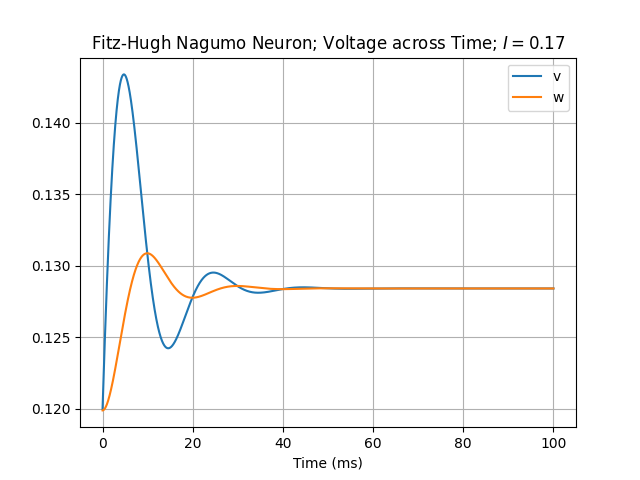 Fitz-Hugh Nagumo Neuron; Voltage across Time; I = 0.17
v
w
0.140
0.135
0.130
0.125
0.120
0 20 40 60 80 100
Time (ms)